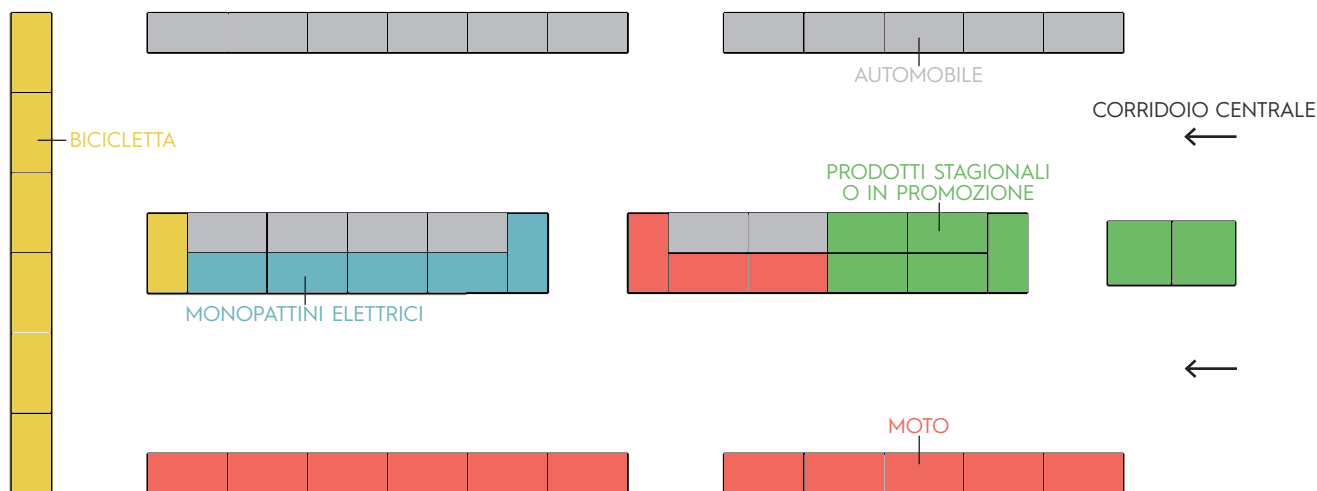 AUTOMOBILE
CORRIDOIO CENTRALE
BICICLETTA
PRODOTTI STAGIONALI
O IN PROMOZIONE
MONOPATTINI ELETTRICI
MOTO